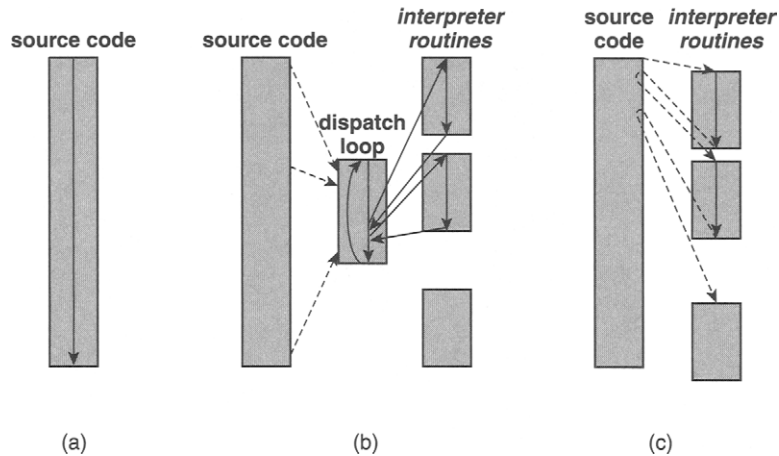 source code
source code
dispatch
loop
interpreter
routines
source
code
interpreter
routines
(a)
(b)
(c)